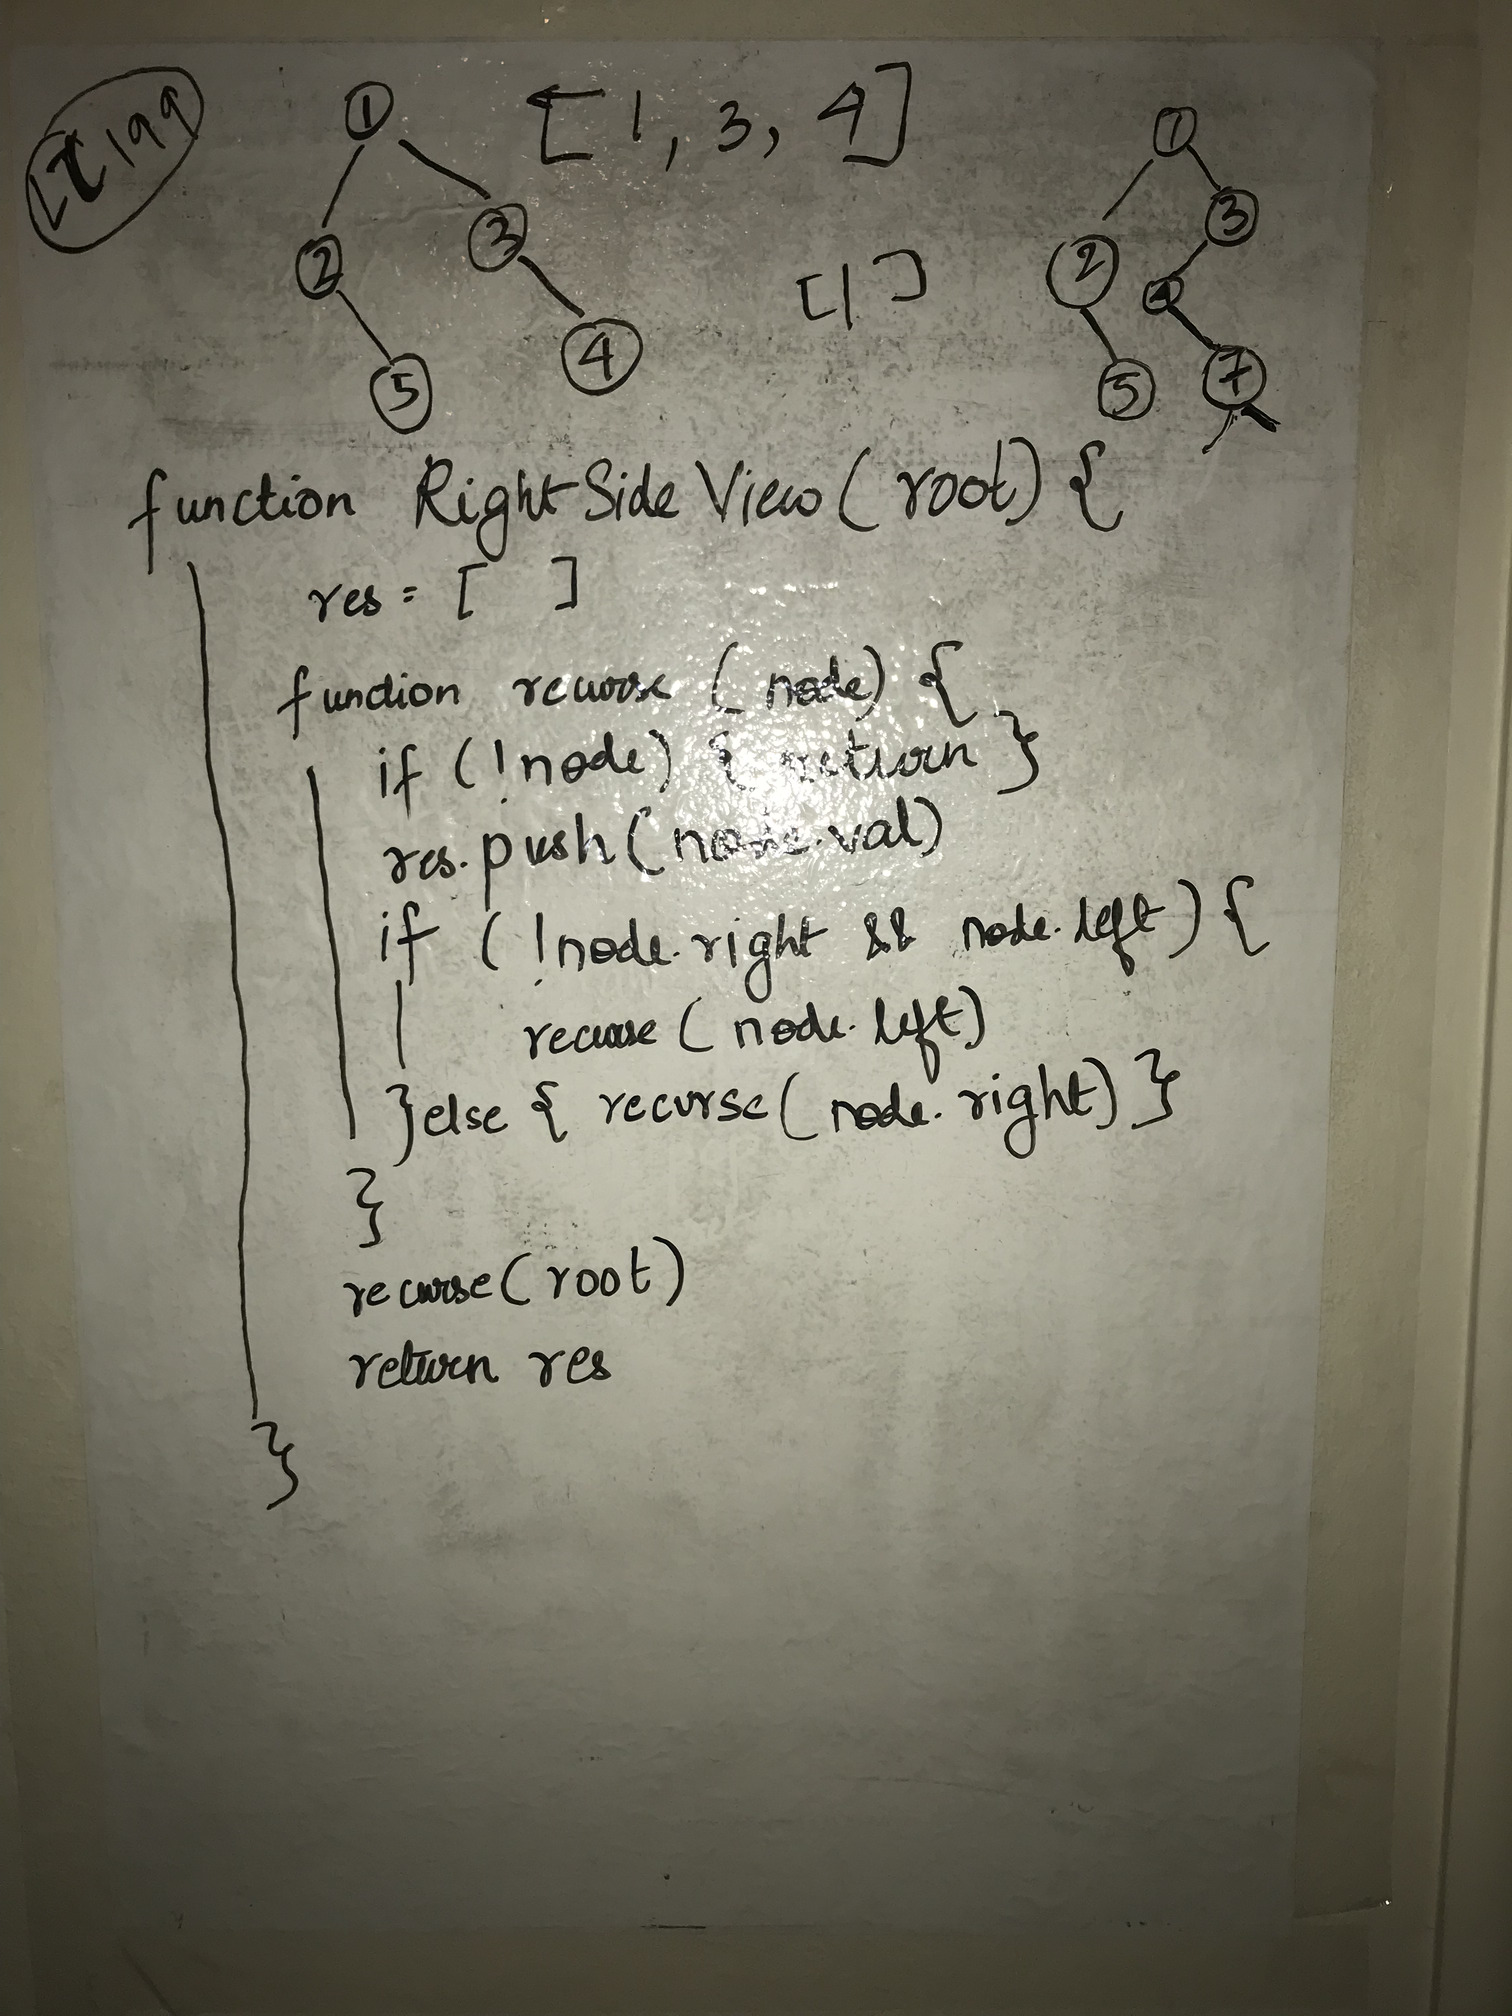 LC 199
[1, 3, 4]
1
2
3
5
4
[1]
1
2
3
4
5
7
function RightSideView(root) {
res = [ ]
function recurse (node) {
if (!node) { return }
res.push(node.val)
if (!node.right && node.left) {
recurse (node.left)
}else { recurse(node.right) }
}
recurse(root)
return res
}